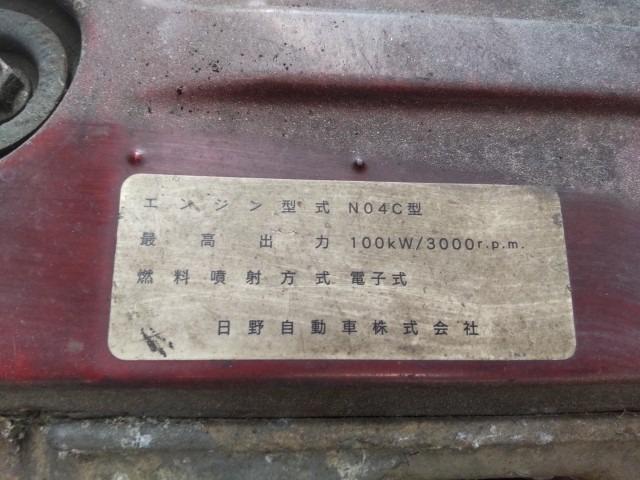 エンジン型式 N04C型
最高出力 100kW/3000r.p.m.
燃料噴射方式 電子式
日野自動車株式会社